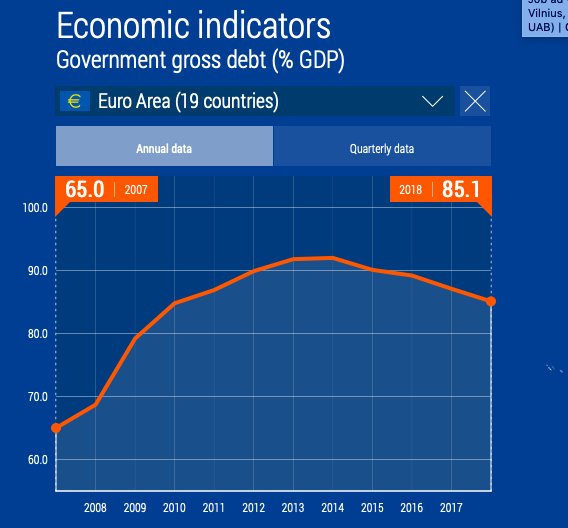 Economic indicators
Government gross debt (% GDP)
Vilnius,
UAB) |
€ Euro Area (19 countries)
Annual data
Quarterly data
65.0 | 2007
2018 | 85.1
100.0
90.0
80.0
70.0
60.0
2008 2009 2010 2011 2012 2013 2014 2015 2016 2017